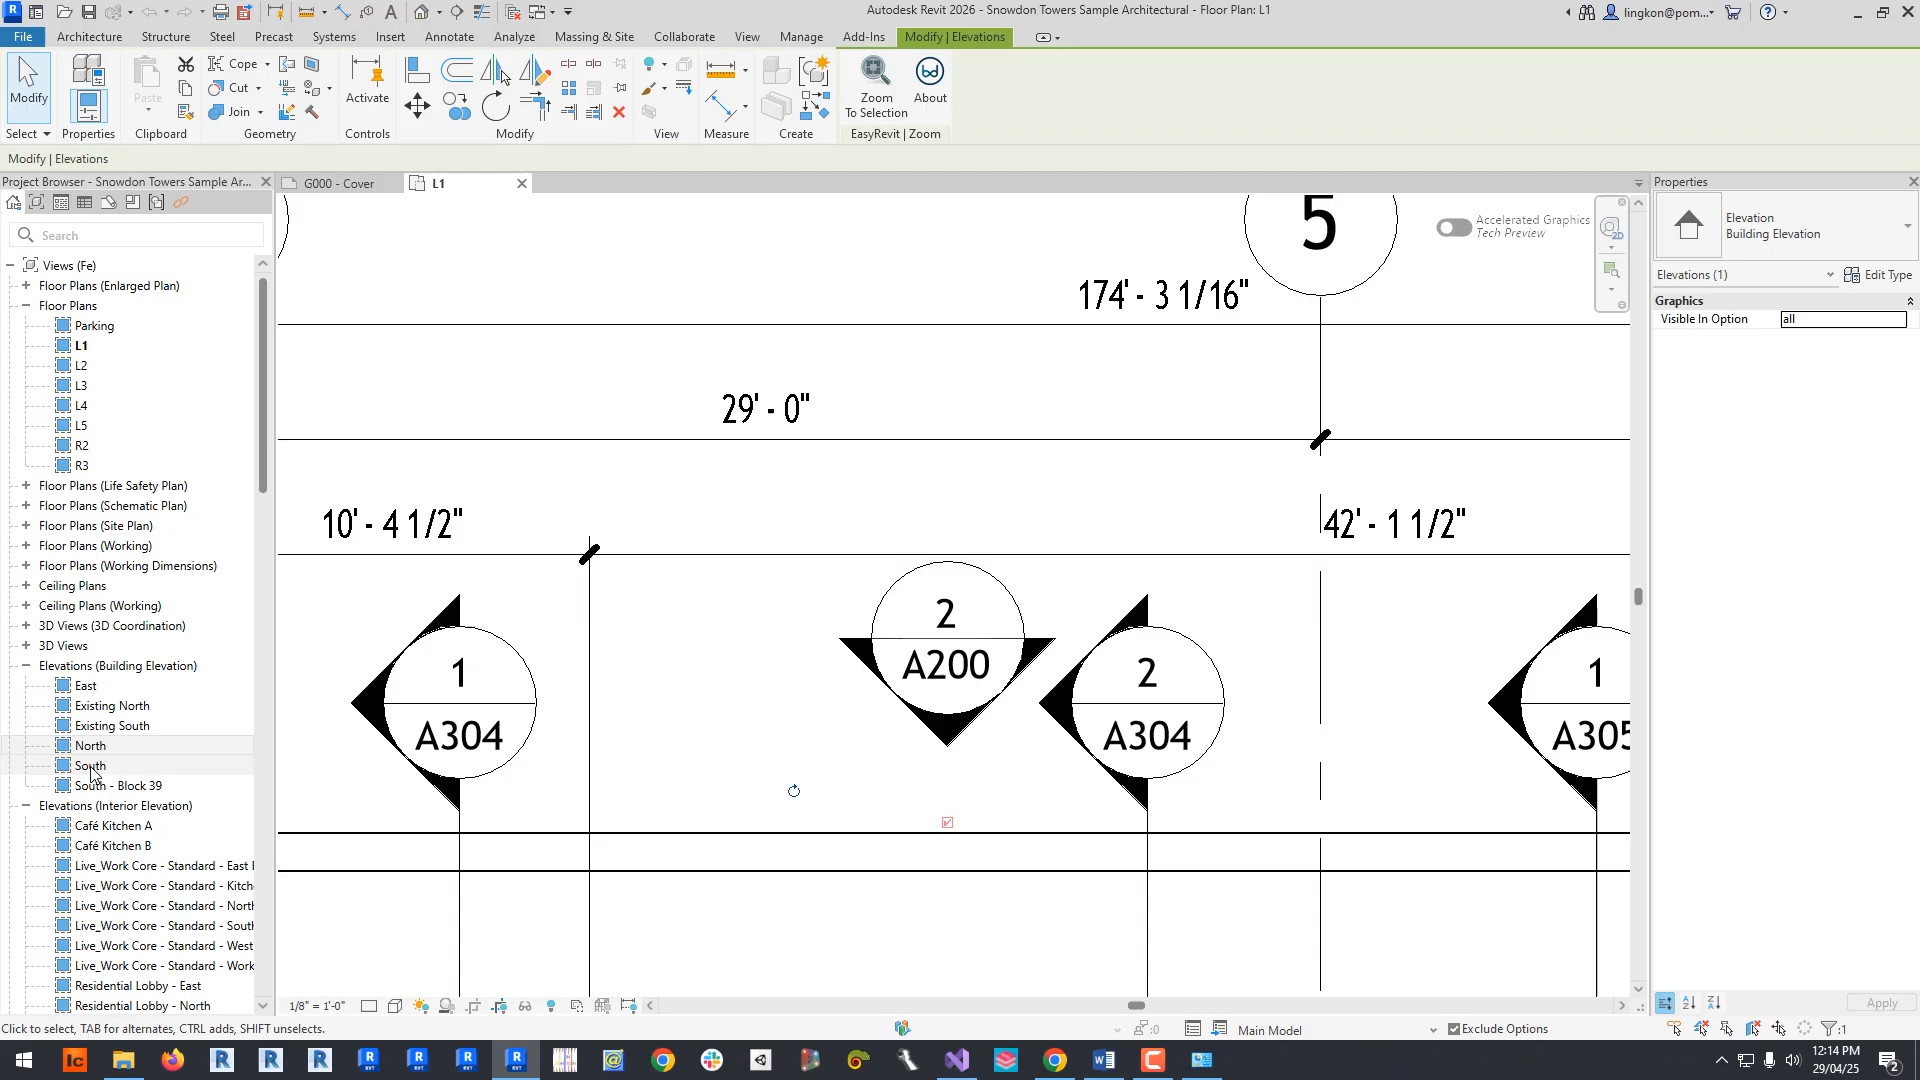 Autodesk Revit 2026 - Snowdon Towers Sample Architectural - Floor Plan: L1
lingkon@pom...
File Architecture Structure Steel Precast Systems Insert Annotate Analyze Massing & Site Collaborate View Manage Add-Ins Modify | Elevations
Modify
Paste
Cope
Cut
Join
Activate
Zoom
To Selection
About
Select Properties Clipboard Geometry Controls Modify View Measure Create EasyRevit | Zoom
Modify | Elevations
Project Browser - Snowdon Towers Sample Ar...
G000 - Cover
L1
Search
Views (Fe)
Floor Plans (Enlarged Plan)
Floor Plans
Parking
L1
L2
L3
L4
L5
R2
R3
Floor Plans (Life Safety Plan)
Floor Plans (Schematic Plan)
Floor Plans (Site Plan)
Floor Plans (Working)
Floor Plans (Working Dimensions)
Ceiling Plans
Ceiling Plans (Working)
3D Views (3D Coordination)
3D Views
Elevations (Building Elevation)
East
Existing North
Existing South
North
South
South - Block 39
Elevations (Interior Elevation)
Café Kitchen A
Café Kitchen B
Live_Work Core - Standard - East E
Live_Work Core - Standard - Kitch
Live_Work Core - Standard - North
Live_Work Core - Standard - South
Live_Work Core - Standard - West
Live_Work Core - Standard - Work
Residential Lobby - East
Residential Lobby - North
5
Accelerated Graphics
Tech Preview
2D
174' - 3 1/16"
29' - 0"
10' - 4 1/2"
42' - 1 1/2"
1
A304
2
A200
2
A304
1
A305
Properties
Elevation
Building Elevation
Elevations (1)
Edit Type
Graphics
Visible In Option
all
Apply
1/8" = 1'-0"
Click to select, TAB for alternates, CTRL adds, SHIFT unselects.
:0
Main Model
Exclude Options
:1
12:14 PM
29/04/25
2